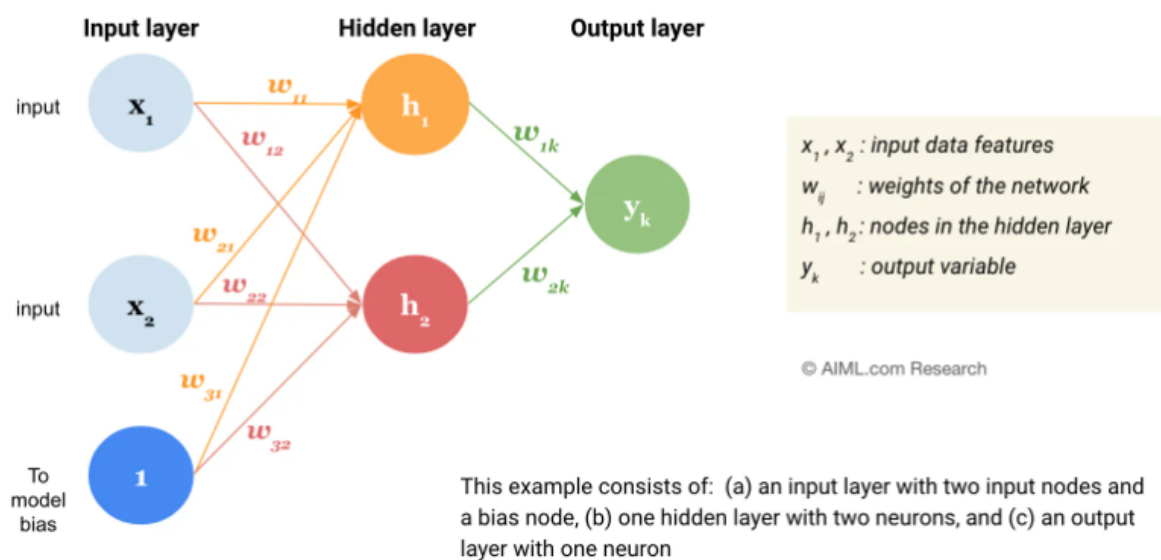 Input layer Hidden layer Output layer
input
x1
w11
h1
w12
w1k
yk
w21
input
x2
w22
h2
w2k
w31
w32
To
model
bias
1
x1 , x2 : input data features
wij : weights of the network
h1 , h2 : nodes in the hidden layer
yk : output variable
© AIML.com Research
This example consists of: (a) an input layer with two input nodes and
a bias node, (b) one hidden layer with two neurons, and (c) an output
layer with one neuron